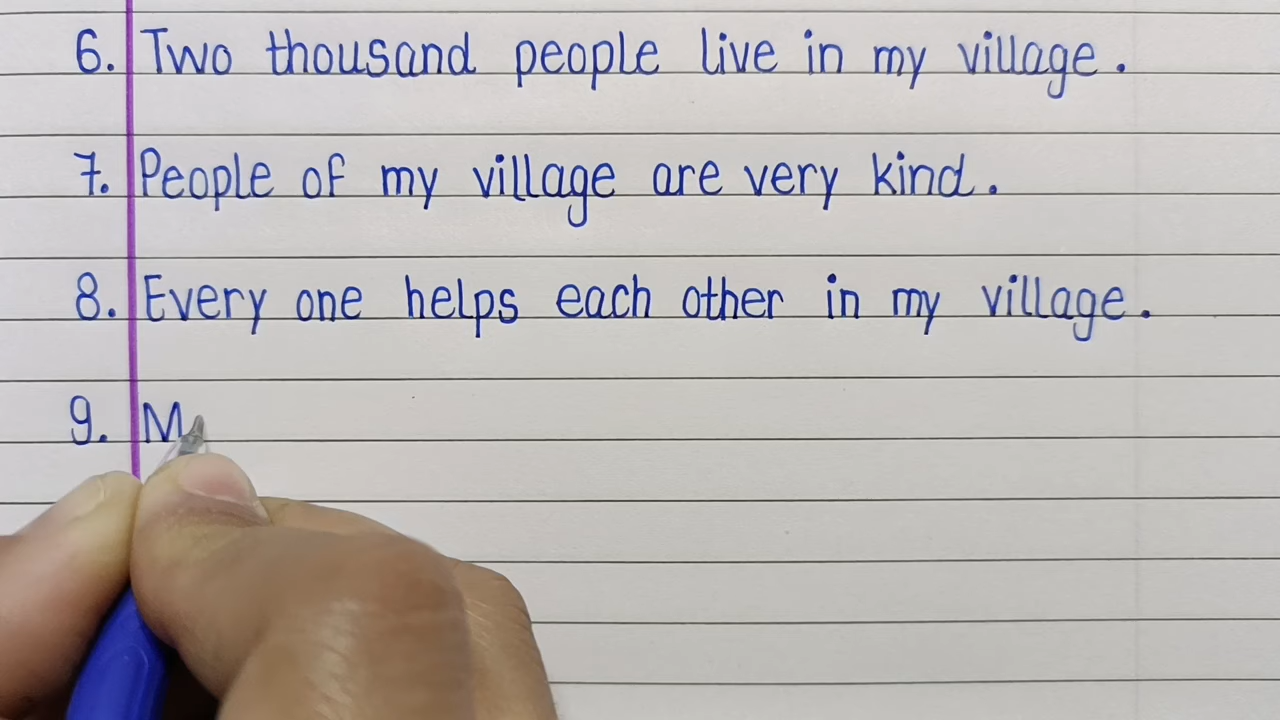 6. Two thousand people live in my village.
7. People of my village are very kind.
8. Every one helps each other in my village.
9. M